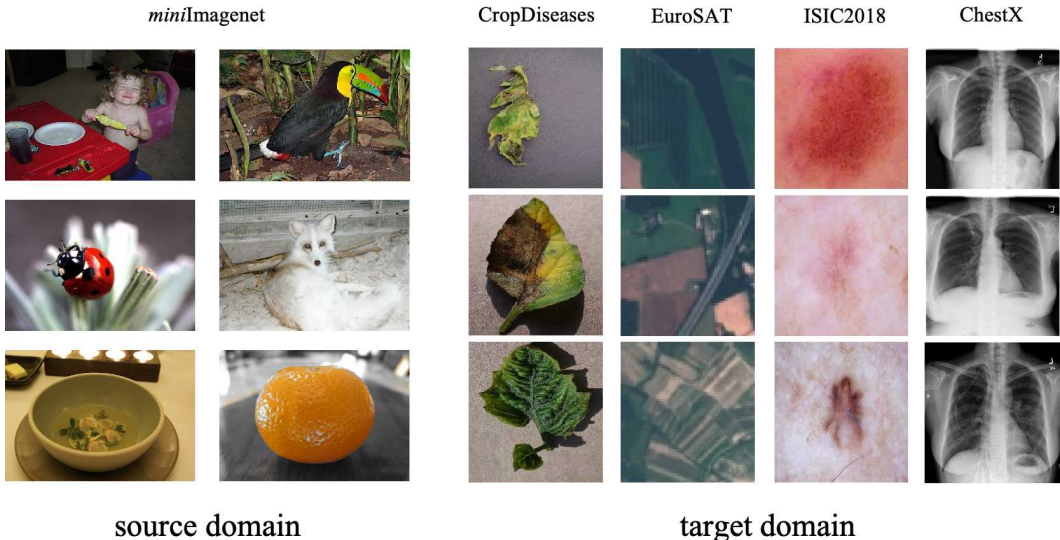 miniImagenet
CropDiseases
EuroSAT
ISIC2018
ChestX
source domain
target domain